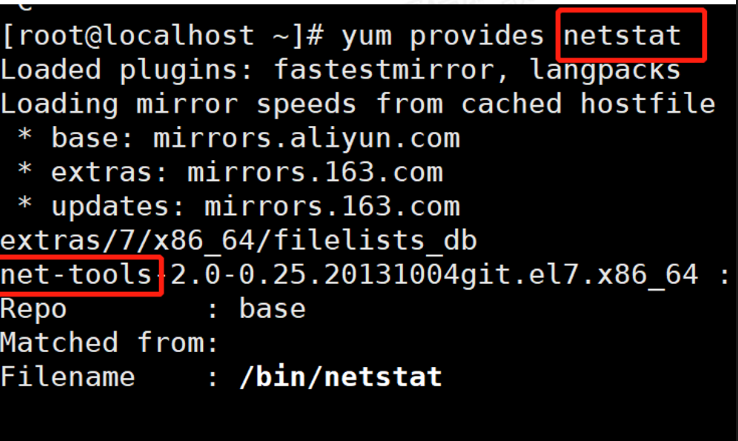 [root@localhost ~]# yum provides netstat
Loaded plugins: fastestmirror, langpacks
Loading mirror speeds from cached hostfile
 * base: mirrors.aliyun.com
 * extras: mirrors.163.com
 * updates: mirrors.163.com
extras/7/x86_64/filelists_db
net-tools-2.0-0.25.20131004git.el7.x86_64 :
Repo        : base
Matched from:
Filename    : /bin/netstat